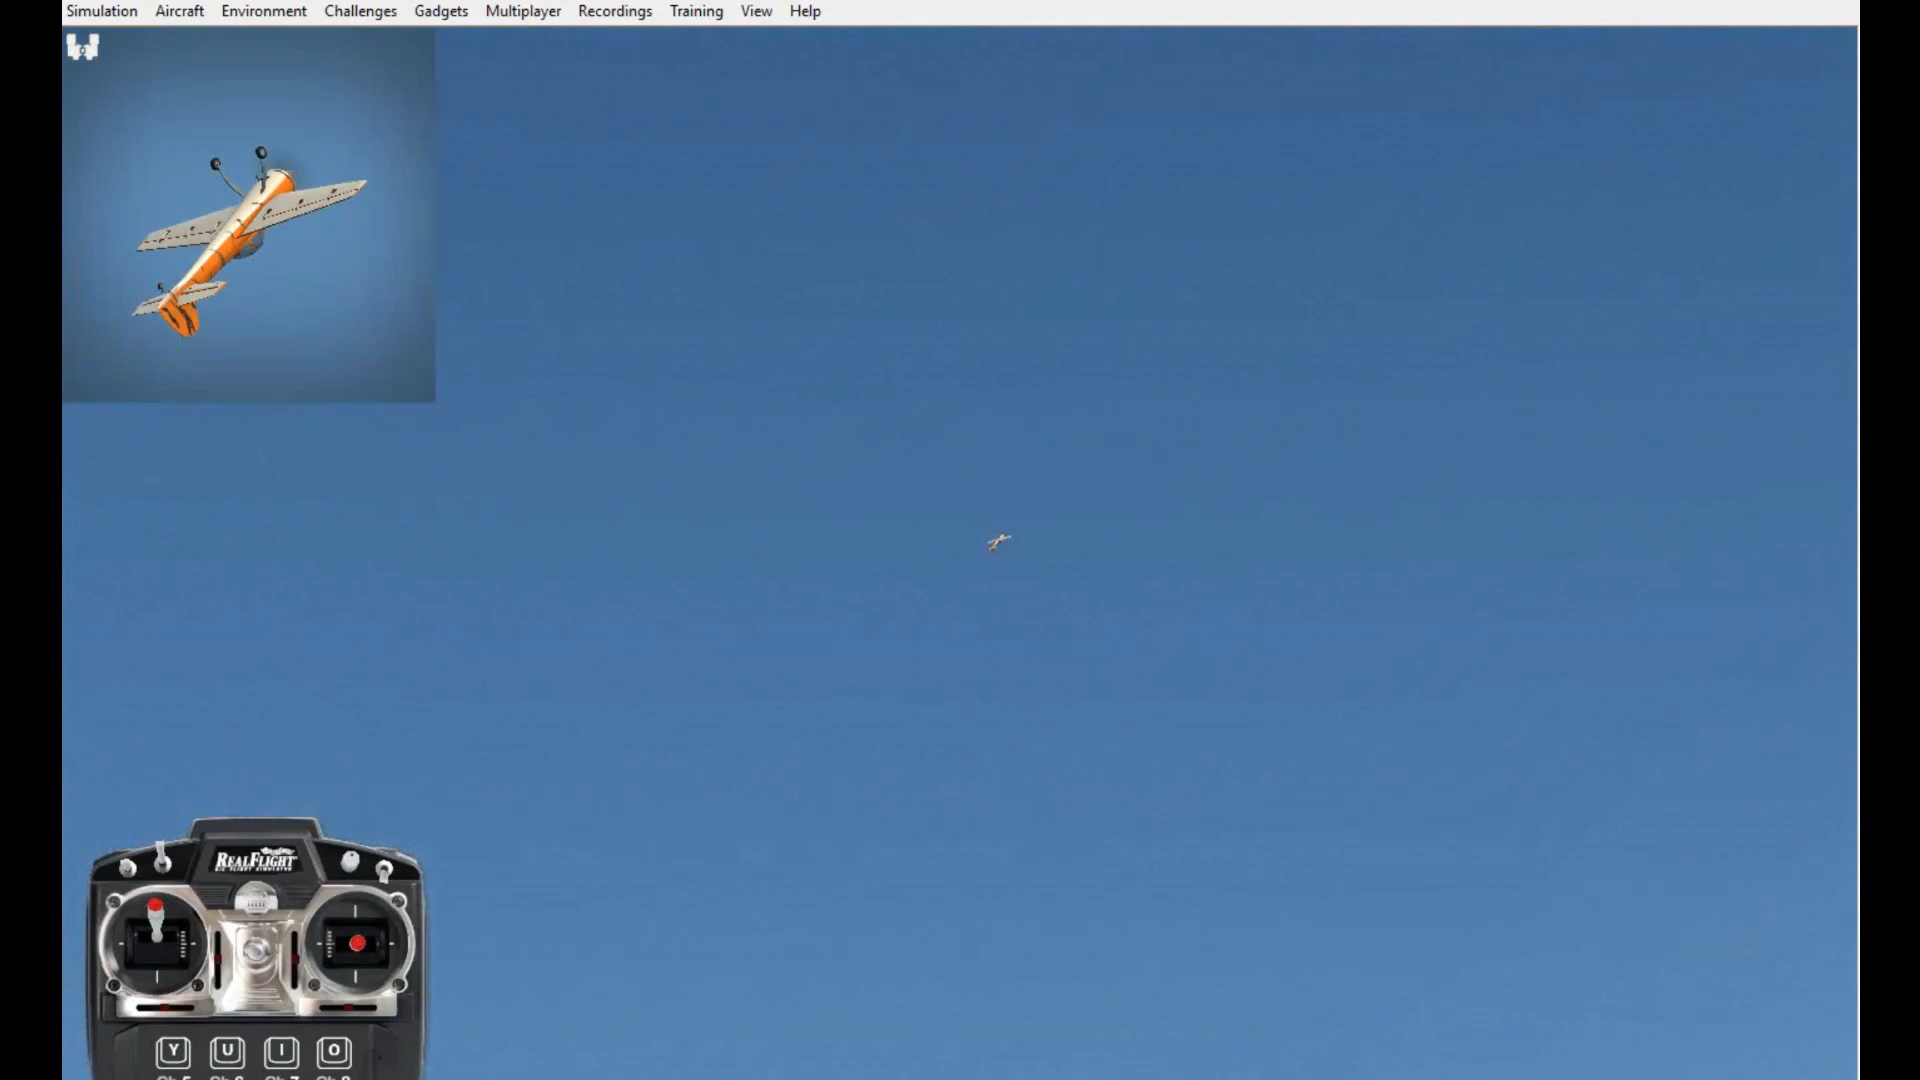 Simulation Aircraft Environment Challenges Gadgets Multiplayer Recordings Training View Help
REALFLIGHT
Y U I O